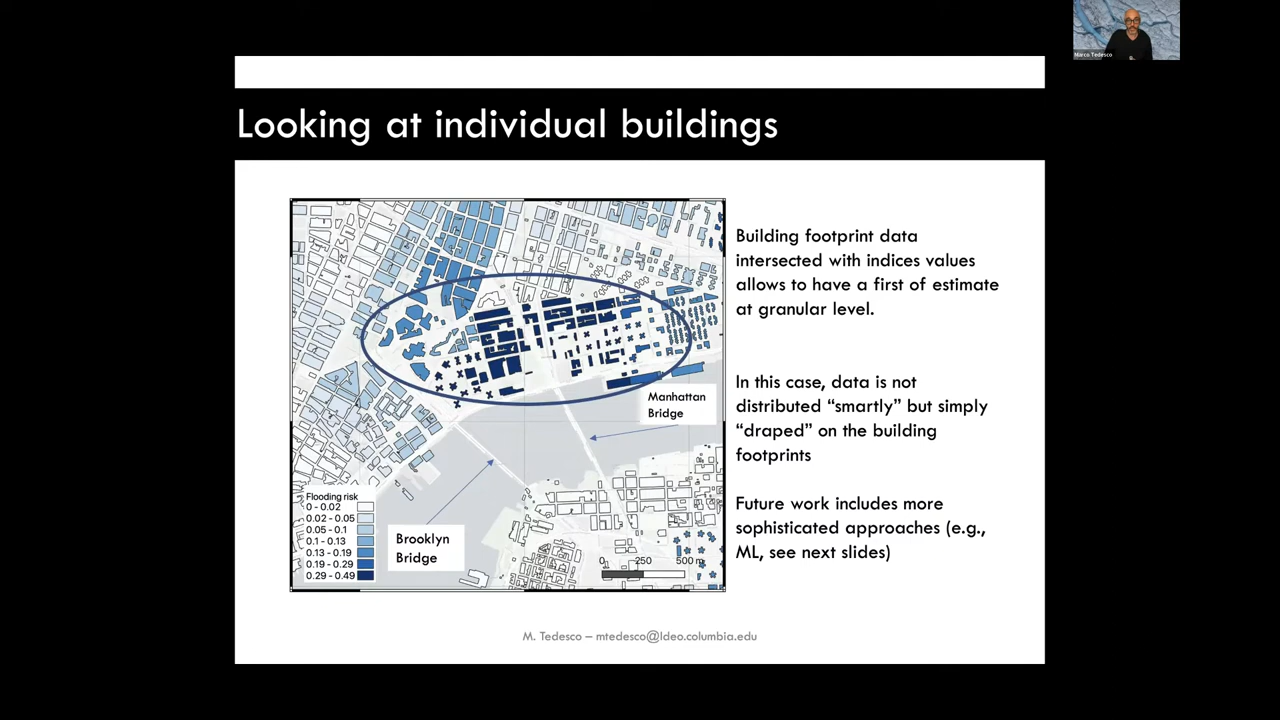 Marco Tedesco
Looking at individual buildings
Building footprint data
intersected with indices values
allows to have a first of estimate
at granular level.
In this case, data is not
distributed “smartly” but simply
“draped” on the building
footprints
Future work includes more
sophisticated approaches (e.g.,
ML, see next slides)
Manhattan
Bridge
Brooklyn
Bridge
Flooding risk
0 - 0.02
0.02 - 0.05
0.05 - 0.1
0.1 - 0.13
0.13 - 0.19
0.19 - 0.29
0.29 - 0.49
0 250 500 m
M. Tedesco – mtedesco@ldeo.columbia.edu